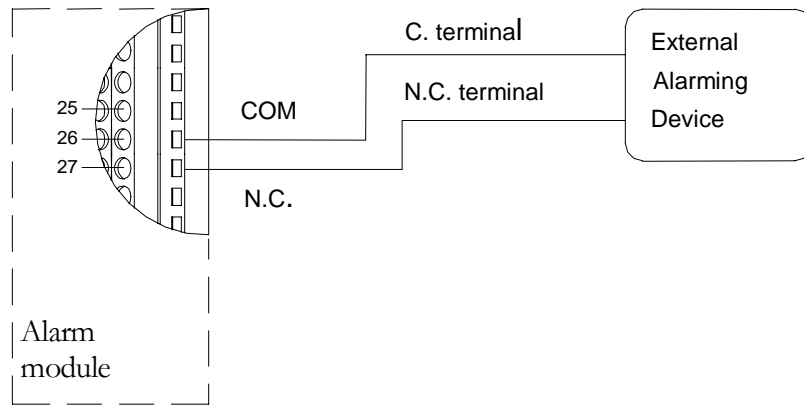 C. terminal
External
Alarming
Device
N.C. terminal
COM
25
26
27
N.C.
Alarm
module